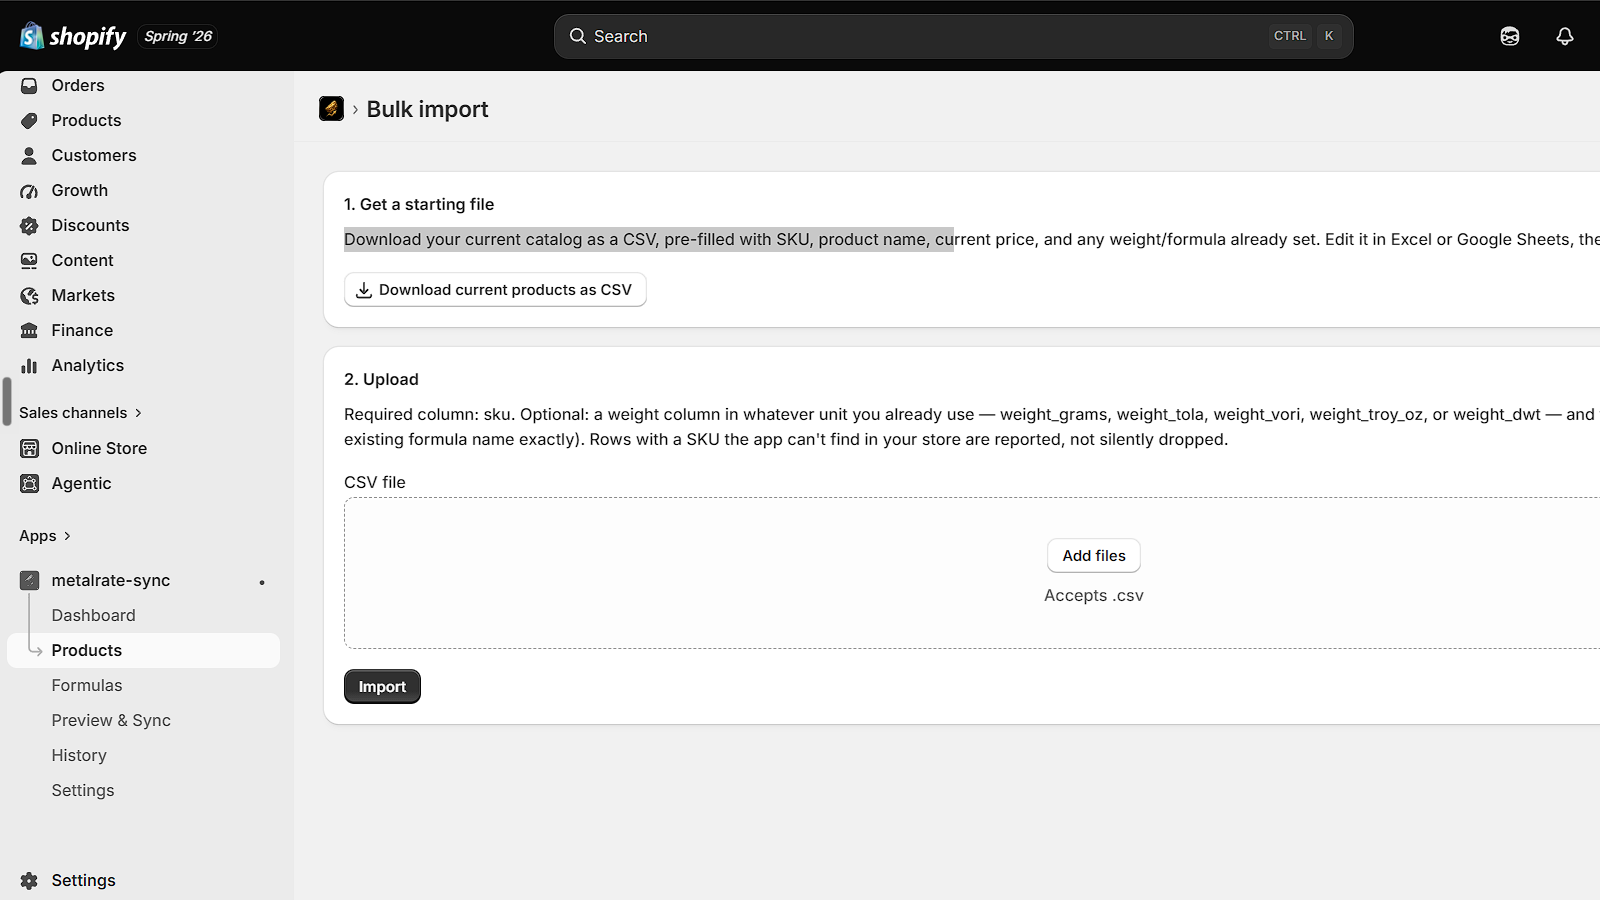 shopify
Spring '26
Search
CTRL K
Orders
Products
Customers
Growth
Discounts
Content
Markets
Finance
Analytics
Sales channels
Online Store
Agentic
Apps
metalrate-sync
Dashboard
Products
Formulas
Preview & Sync
History
Settings
Settings
Bulk import
1. Get a starting file
Download your current catalog as a CSV, pre-filled with SKU, product name, current price, and any weight/formula already set. Edit it in Excel or Google Sheets,
Download current products as CSV
2. Upload
Required column: sku. Optional: a weight column in whatever unit you already use — weight_grams, weight_tola, weight_vori, weight_troy_oz, or weight_dwt — and
existing formula name exactly). Rows with a SKU the app can't find in your store are reported, not silently dropped.
CSV file
Add files
Accepts .csv
Import